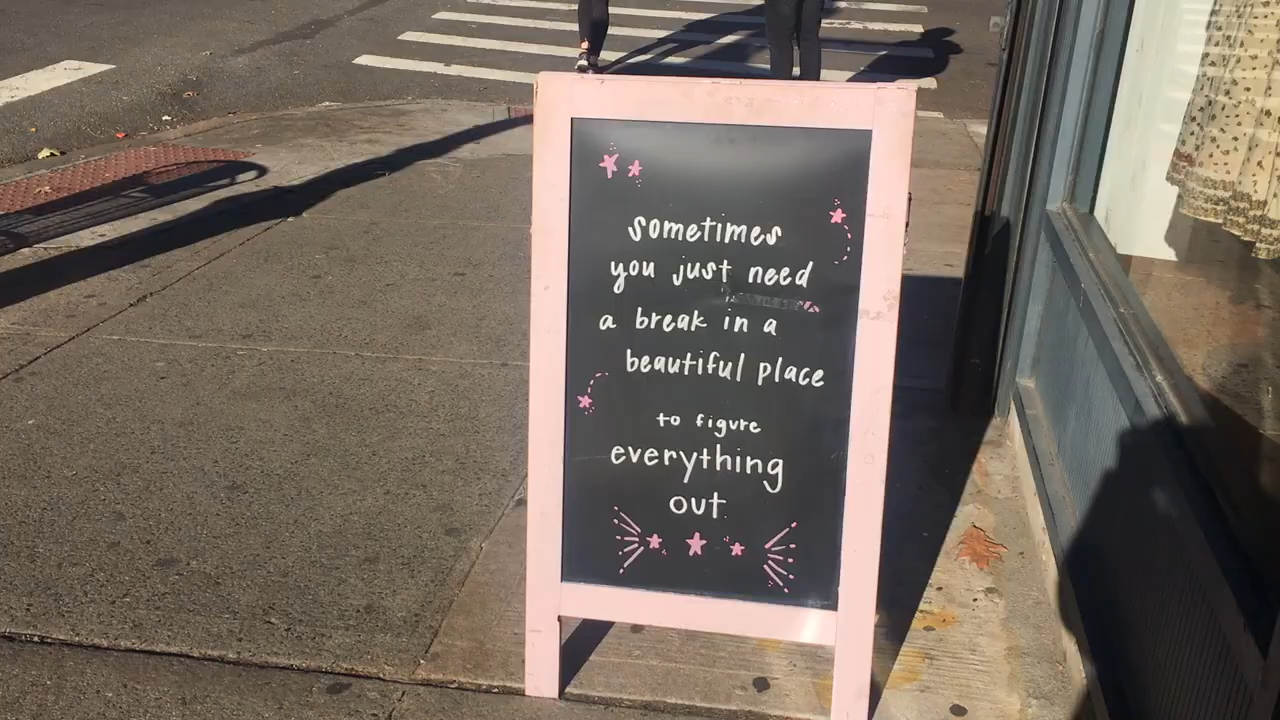 sometimes
you just need
a break in a
beautiful place
to figure
everything
out